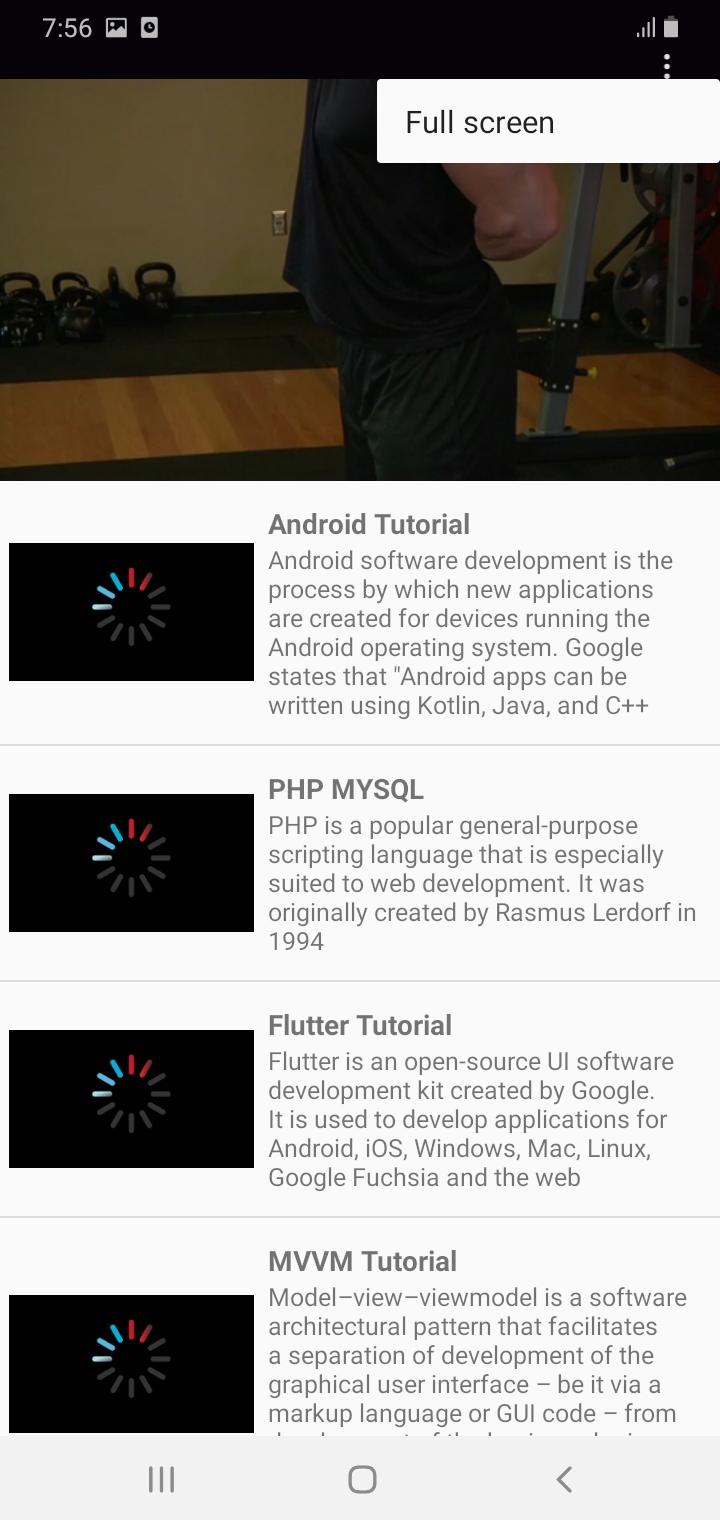 7:56
Full screen
Android Tutorial
Android software development is the
process by which new applications
are created for devices running the
Android operating system. Google
states that "Android apps can be
written using Kotlin, Java, and C++
PHP MYSQL
PHP is a popular general-purpose
scripting language that is especially
suited to web development. It was
originally created by Rasmus Lerdorf in
1994
Flutter Tutorial
Flutter is an open-source UI software
development kit created by Google.
It is used to develop applications for
Android, iOS, Windows, Mac, Linux,
Google Fuchsia and the web
MVVM Tutorial
Model–view–viewmodel is a software
architectural pattern that facilitates
a separation of development of the
graphical user interface – be it via a
markup language or GUI code – from